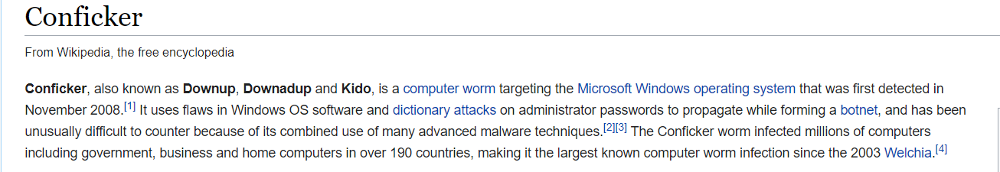 Conficker
From Wikipedia, the free encyclopedia
Conficker, also known as Downup, Downadup and Kido, is a computer worm targeting the Microsoft Windows operating system that was first detected in
November 2008.[1] It uses flaws in Windows OS software and dictionary attacks on administrator passwords to propagate while forming a botnet, and has been
unusually difficult to counter because of its combined use of many advanced malware techniques.[2][3] The Conficker worm infected millions of computers
including government, business and home computers in over 190 countries, making it the largest known computer worm infection since the 2003 Welchia.[4]